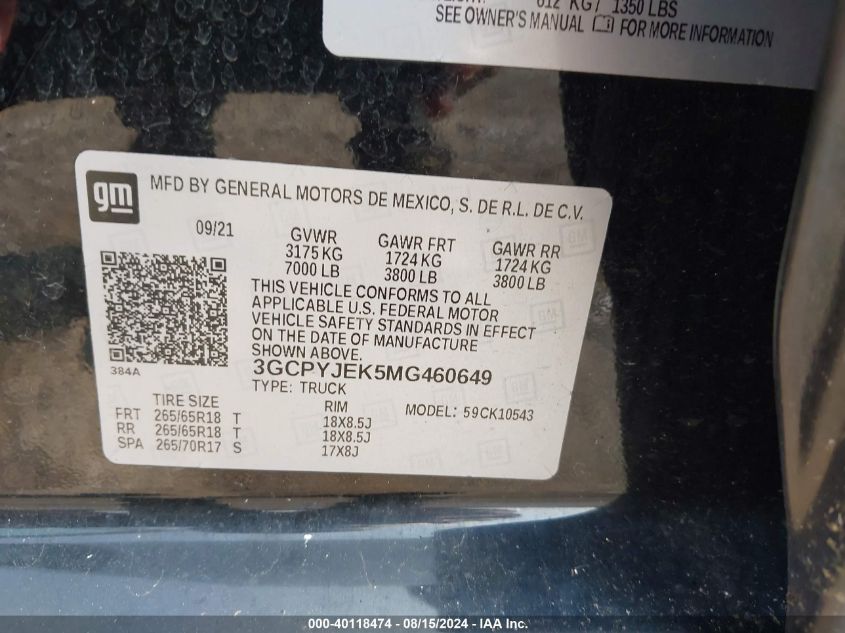 612 KG / 1350 LBS
SEE OWNER'S MANUAL FOR MORE INFORMATION
gm
MFD BY GENERAL MOTORS DE MEXICO, S. DE R.L. DE C.V.
09/21 GVWR GAWR FRT GAWR RR
3175 KG 1724 KG 1724 KG
7000 LB 3800 LB 3800 LB
THIS VEHICLE CONFORMS TO ALL
APPLICABLE U.S. FEDERAL MOTOR
VEHICLE SAFETY STANDARDS IN EFFECT
ON THE DATE OF MANUFACTURE
SHOWN ABOVE.
384A
3GCPYJEK5MG460649
TYPE: TRUCK
TIRE SIZE RIM MODEL: 59CK10543
FRT 265/65R18 T 18X8.5J
RR 265/65R18 T 18X8.5J
SPA 265/70R17 S 17X8J
000-40118474 - 08/15/2024 - IAA Inc.